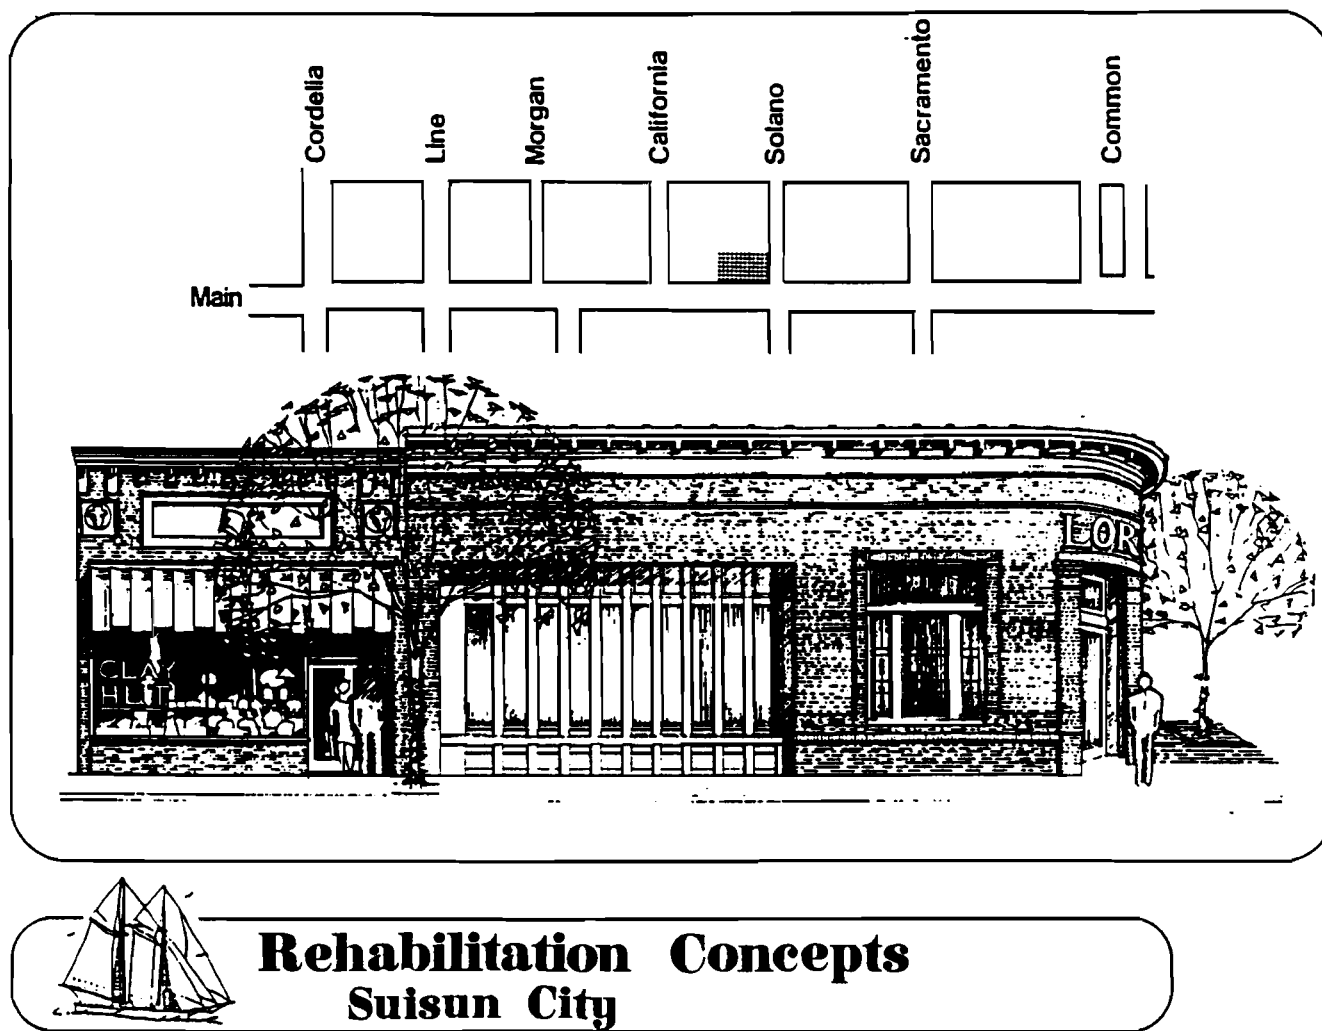 Cordelia
Line
Morgan
California
Solano
Sacramento
Common
Main
LOR
CLAY
HUT
Rehabilitation Concepts
Suisun City